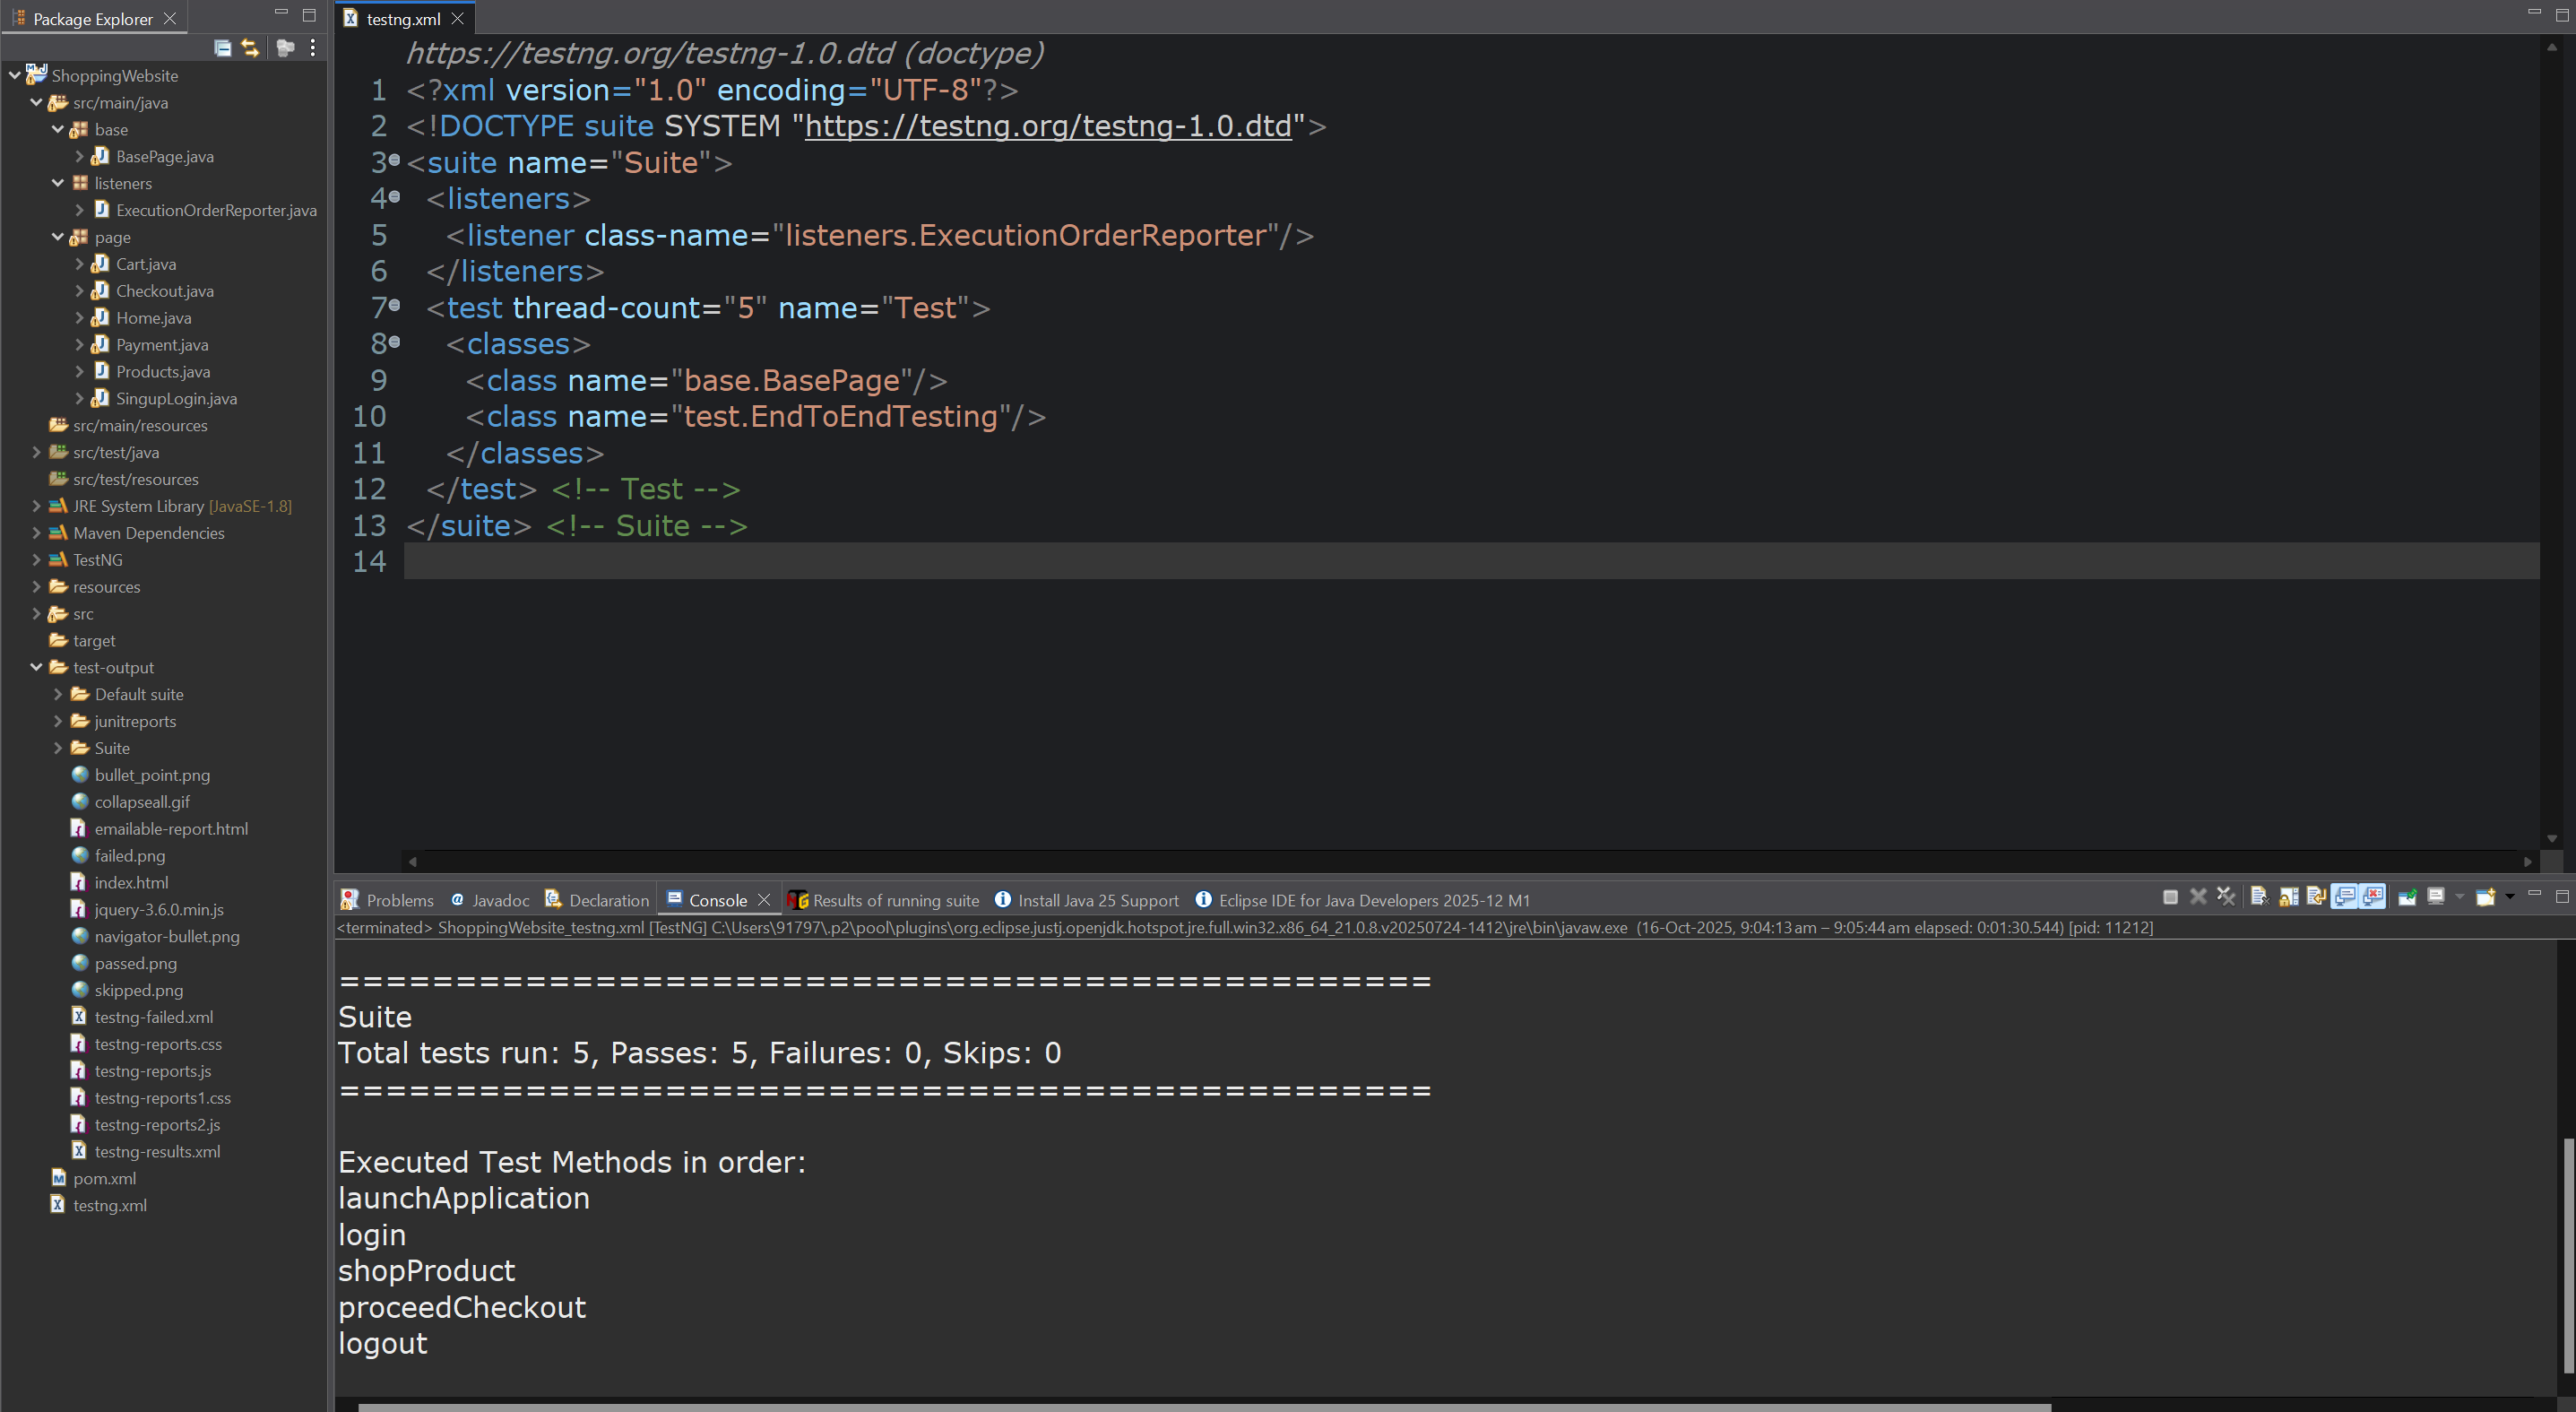 Package Explorer
ShoppingWebsite
src/main/java
base
BasePage.java
listeners
ExecutionOrderReporter.java
page
Cart.java
Checkout.java
Home.java
Payment.java
Products.java
SingupLogin.java
src/main/resources
src/test/java
src/test/resources
JRE System Library [JavaSE-1.8]
Maven Dependencies
TestNG
resources
src
target
test-output
Default suite
junitreports
Suite
bullet_point.png
collapseall.gif
emailable-report.html
failed.png
index.html
jquery-3.6.0.min.js
navigator-bullet.png
passed.png
skipped.png
testng-failed.xml
testng-reports.css
testng-reports.js
testng-reports1.css
testng-reports2.js
testng-results.xml
pom.xml
testng.xml
testng.xml
https://testng.org/testng-1.0.dtd (doctype)
1 <?xml version="1.0" encoding="UTF-8"?>
2 <!DOCTYPE suite SYSTEM "https://testng.org/testng-1.0.dtd">
3 <suite name="Suite">
4 <listeners>
5 <listener class-name="listeners.ExecutionOrderReporter"/>
6 </listeners>
7 <test thread-count="5" name="Test">
8 <classes>
9 <class name="base.BasePage"/>
10 <class name="test.EndToEndTesting"/>
11 </classes>
12 </test> <!-- Test -->
13 </suite> <!-- Suite -->
14
Problems Javadoc Declaration Console Results of running suite Install Java 25 Support Eclipse IDE for Java Developers 2025-12 M1
<terminated> ShoppingWebsite_testng.xml [TestNG] C:\Users\91797\.p2\pool\plugins\org.eclipse.justj.openjdk.hotspot.jre.full.win32.x86_64_21.0.8.v20250724-1412\jre\bin\javaw.exe (16-Oct-2025, 9:04:13 am – 9:05:44 am elapsed: 0:01:30.544) [pid: 11212]
===============================================
Suite
Total tests run: 5, Passes: 5, Failures: 0, Skips: 0
===============================================
Executed Test Methods in order:
launchApplication
login
shopProduct
proceedCheckout
logout